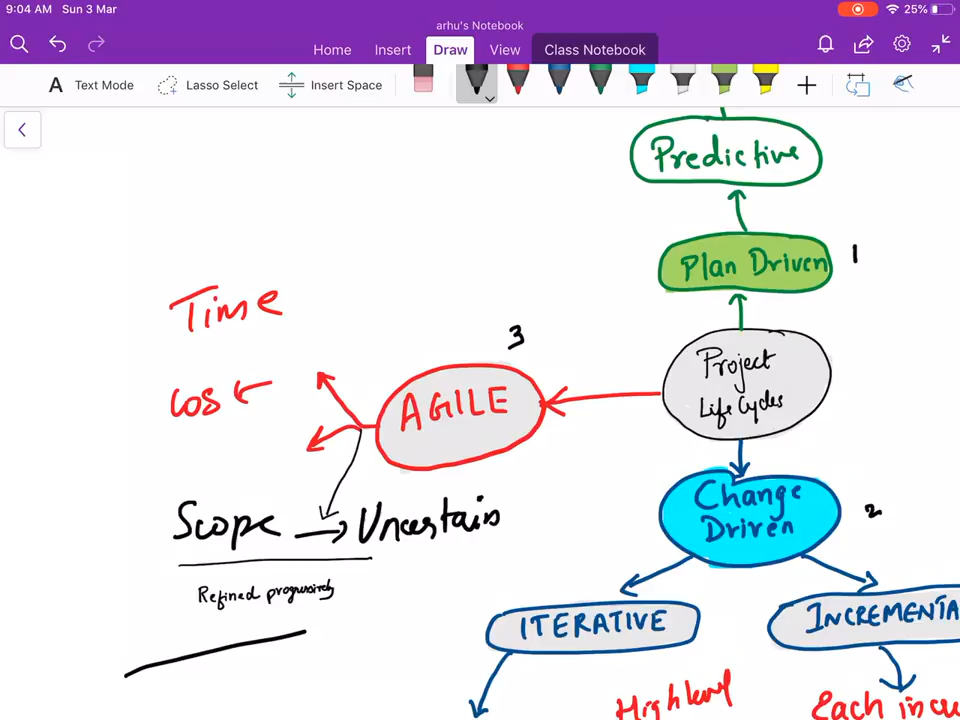 9:04 AM Sun 3 Mar
25%
arhu's Notebook
Home Insert Draw View Class Notebook
A Text Mode Lasso Select Insert Space
Predictive
Plan Driven 1
Time
3
Project
Life Cycles
AGILE
Cost
Change
Driven
2
Scope → Uncertain
Refined progressively
ITERATIVE
INCREMENTA
High level
Each incre